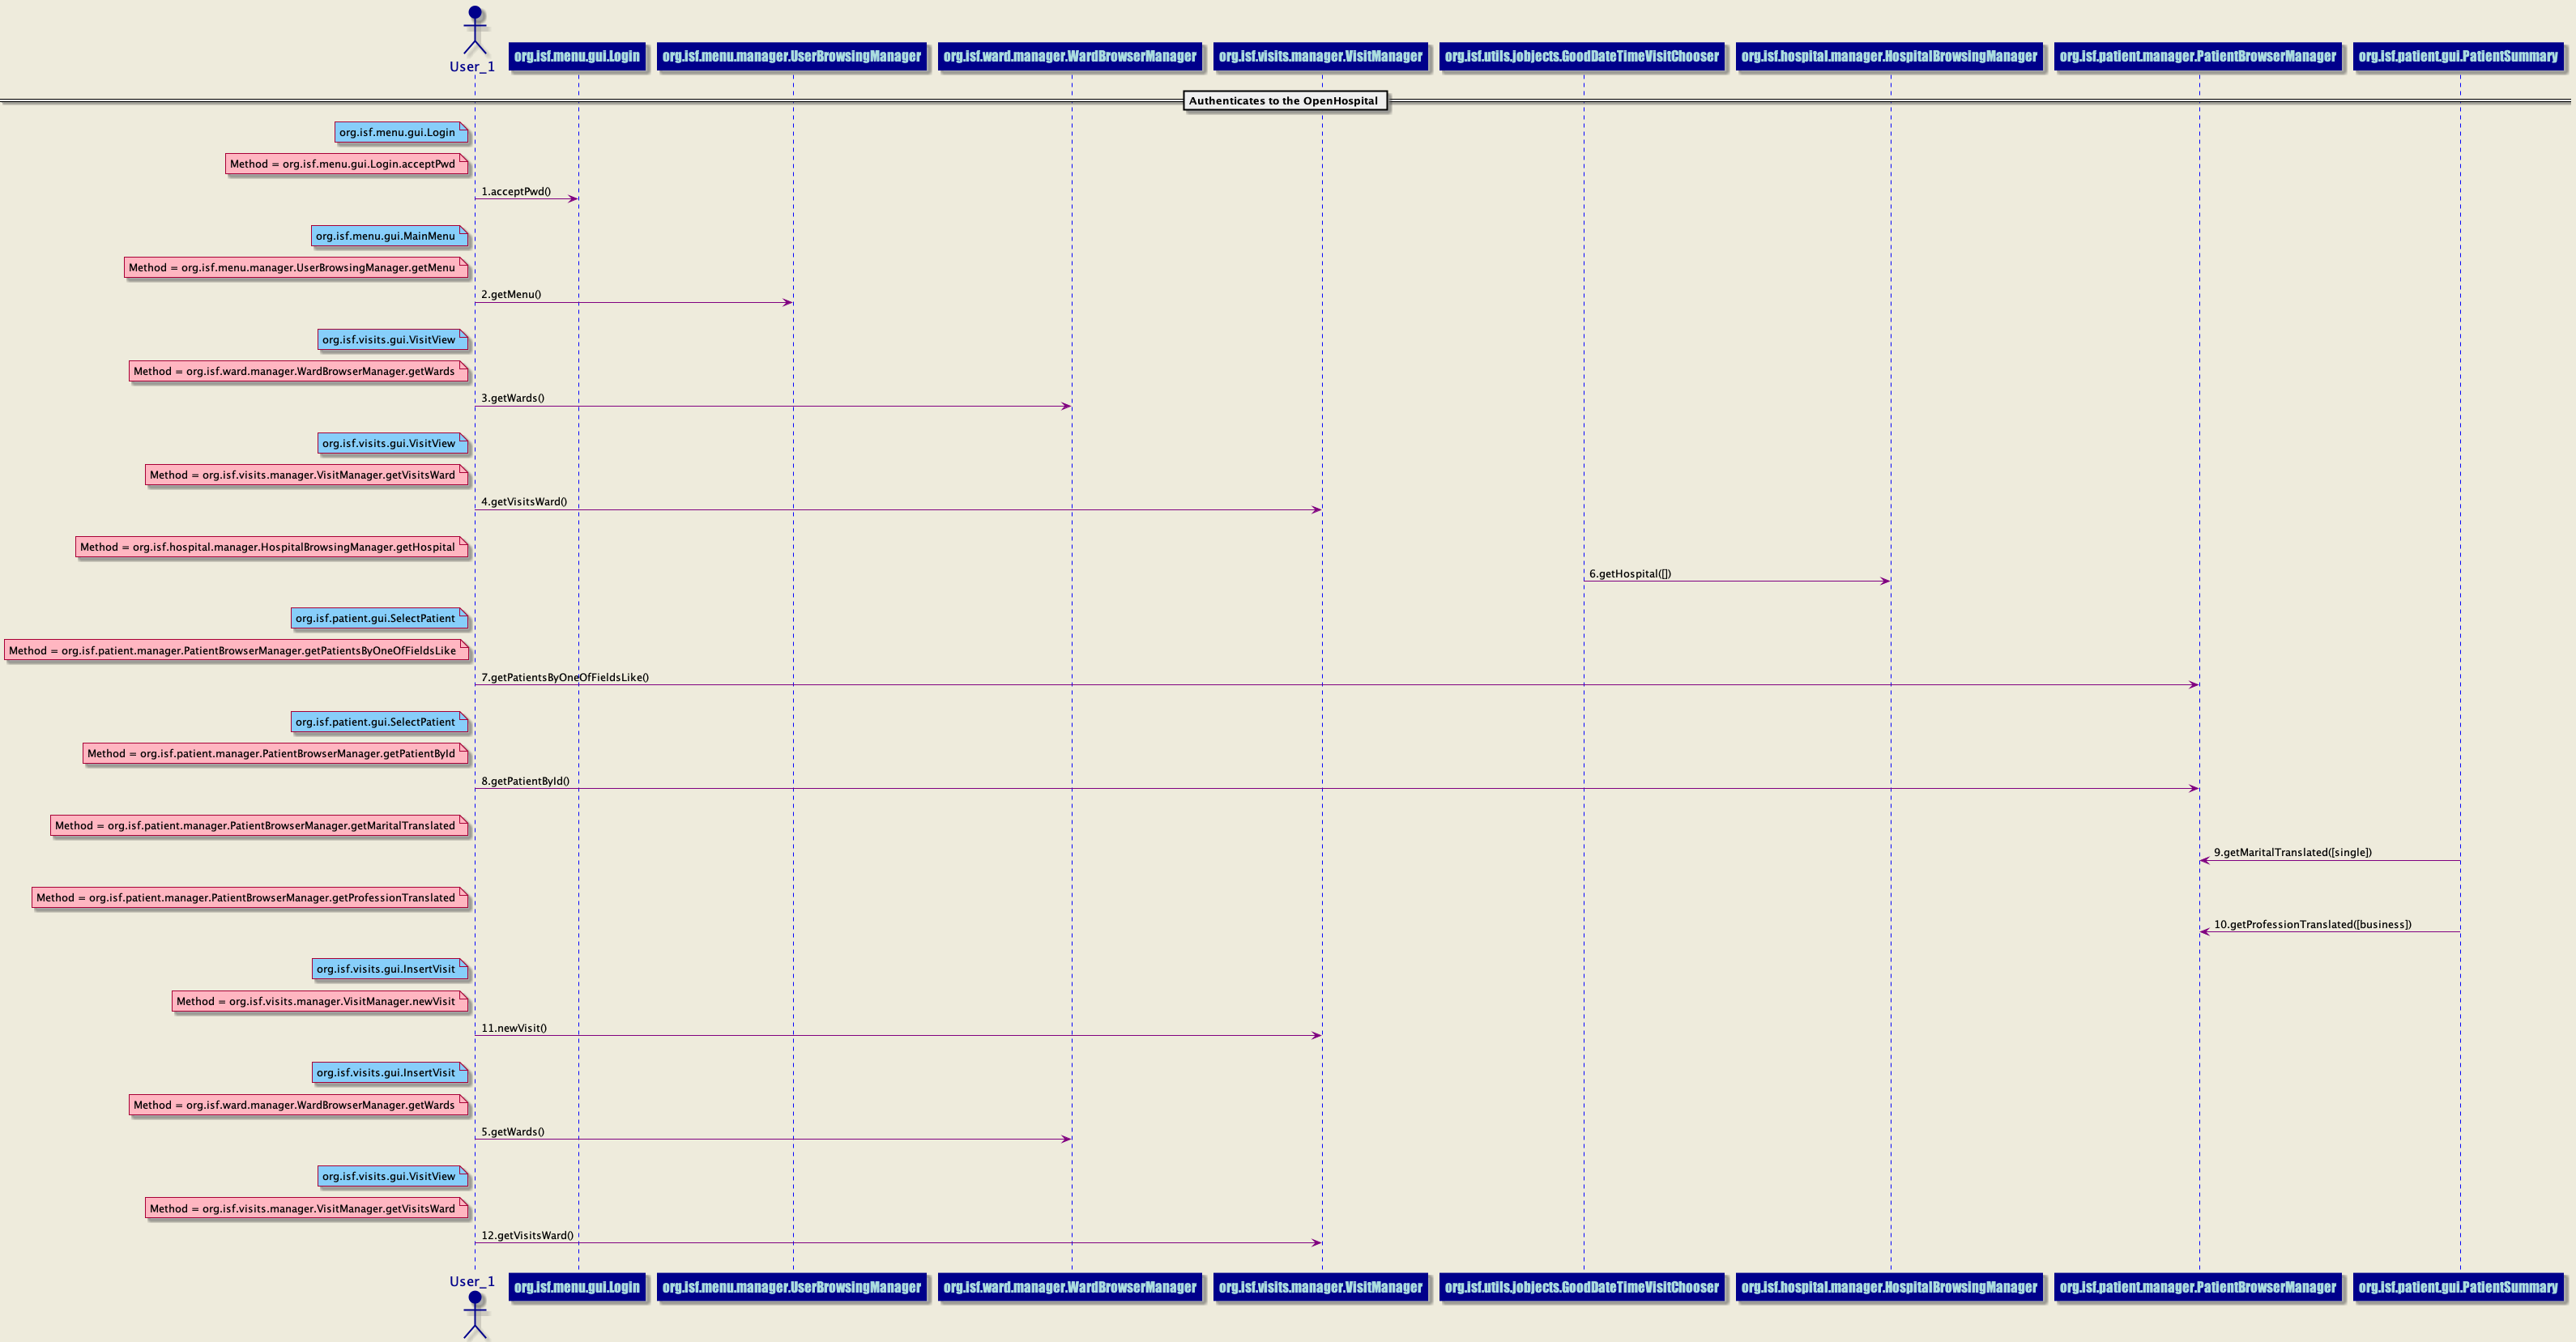 User_1
org.isf.menu.gui.Login
org.isf.menu.manager.UserBrowsingManager
org.isf.ward.manager.WardBrowserManager
org.isf.visits.manager.VisitManager
org.isf.utils.jobjects.GoodDateTimeVisitChooser
org.isf.hospital.manager.HospitalBrowsingManager
org.isf.patient.manager.PatientBrowserManager
org.isf.patient.gui.PatientSummary
Authenticates to the OpenHospital
org.isf.menu.gui.Login
Method = org.isf.menu.gui.Login.acceptPwd
1.acceptPwd()
org.isf.menu.gui.MainMenu
Method = org.isf.menu.manager.UserBrowsingManager.getMenu
2.getMenu()
org.isf.visits.gui.VisitView
Method = org.isf.ward.manager.WardBrowserManager.getWards
3.getWards()
org.isf.visits.gui.VisitView
Method = org.isf.visits.manager.VisitManager.getVisitsWard
4.getVisitsWard()
Method = org.isf.hospital.manager.HospitalBrowsingManager.getHospital
6.getHospital([])
org.isf.patient.gui.SelectPatient
Method = org.isf.patient.manager.PatientBrowserManager.getPatientsByOneOfFieldsLike
7.getPatientsByOneOfFieldsLike()
org.isf.patient.gui.SelectPatient
Method = org.isf.patient.manager.PatientBrowserManager.getPatientById
8.getPatientById()
Method = org.isf.patient.manager.PatientBrowserManager.getMaritalTranslated
9.getMaritalTranslated([single])
Method = org.isf.patient.manager.PatientBrowserManager.getProfessionTranslated
10.getProfessionTranslated([business])
org.isf.visits.gui.InsertVisit
Method = org.isf.visits.manager.VisitManager.newVisit
11.newVisit()
org.isf.visits.gui.InsertVisit
Method = org.isf.ward.manager.WardBrowserManager.getWards
5.getWards()
org.isf.visits.gui.VisitView
Method = org.isf.visits.manager.VisitManager.getVisitsWard
12.getVisitsWard()
User_1
org.isf.menu.gui.Login
org.isf.menu.manager.UserBrowsingManager
org.isf.ward.manager.WardBrowserManager
org.isf.visits.manager.VisitManager
org.isf.utils.jobjects.GoodDateTimeVisitChooser
org.isf.hospital.manager.HospitalBrowsingManager
org.isf.patient.manager.PatientBrowserManager
org.isf.patient.gui.PatientSummary